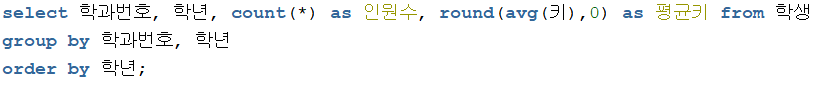 select 학과번호, 학년, count(*) as 인원수, round(avg(키),0) as 평균키 from 학생
group by 학과번호, 학년
order by 학년;